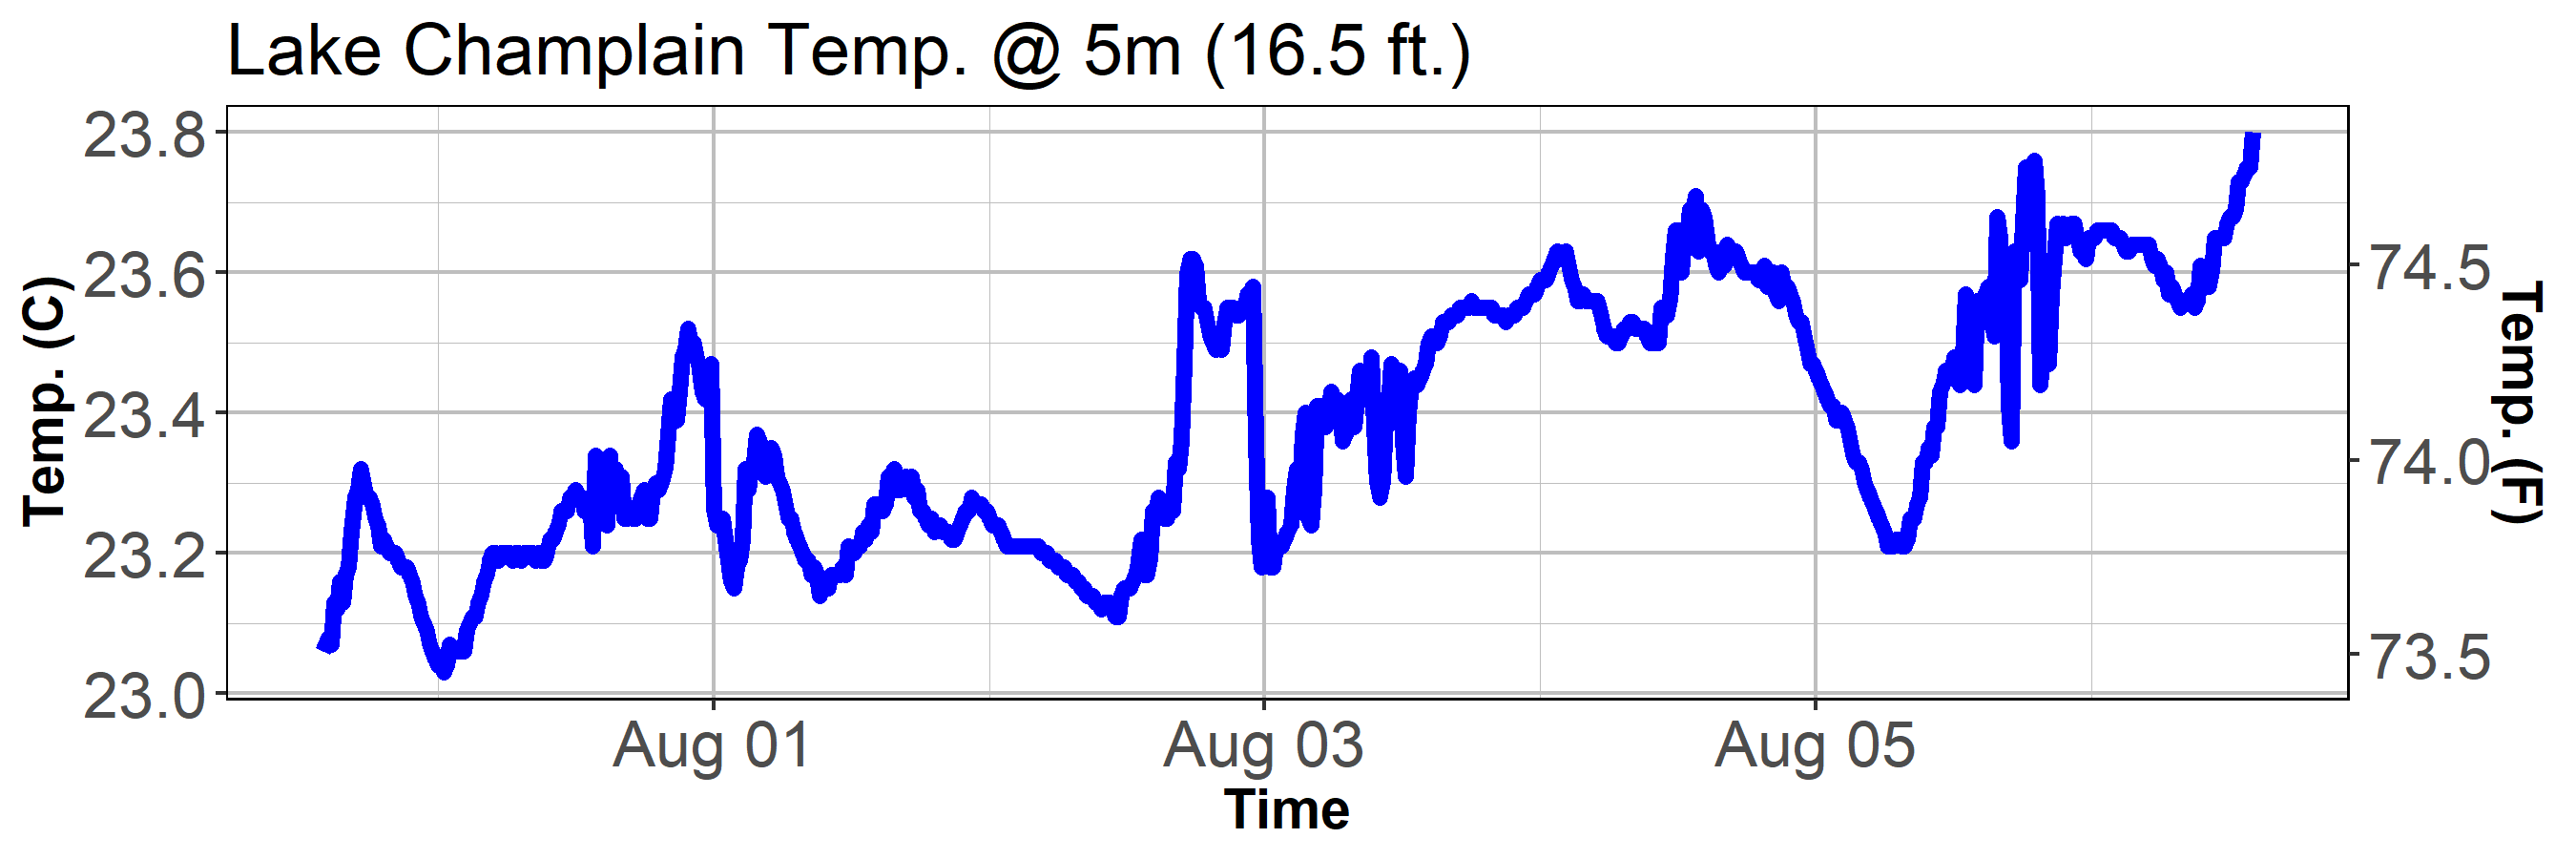 Lake Champlain Temp. @ 5m (16.5 ft.)
Temp. (C)
23.8
23.6
23.4
23.2
23.0
74.5
74.0
73.5
Temp. (F)
Aug 01
Aug 03
Aug 05
Time